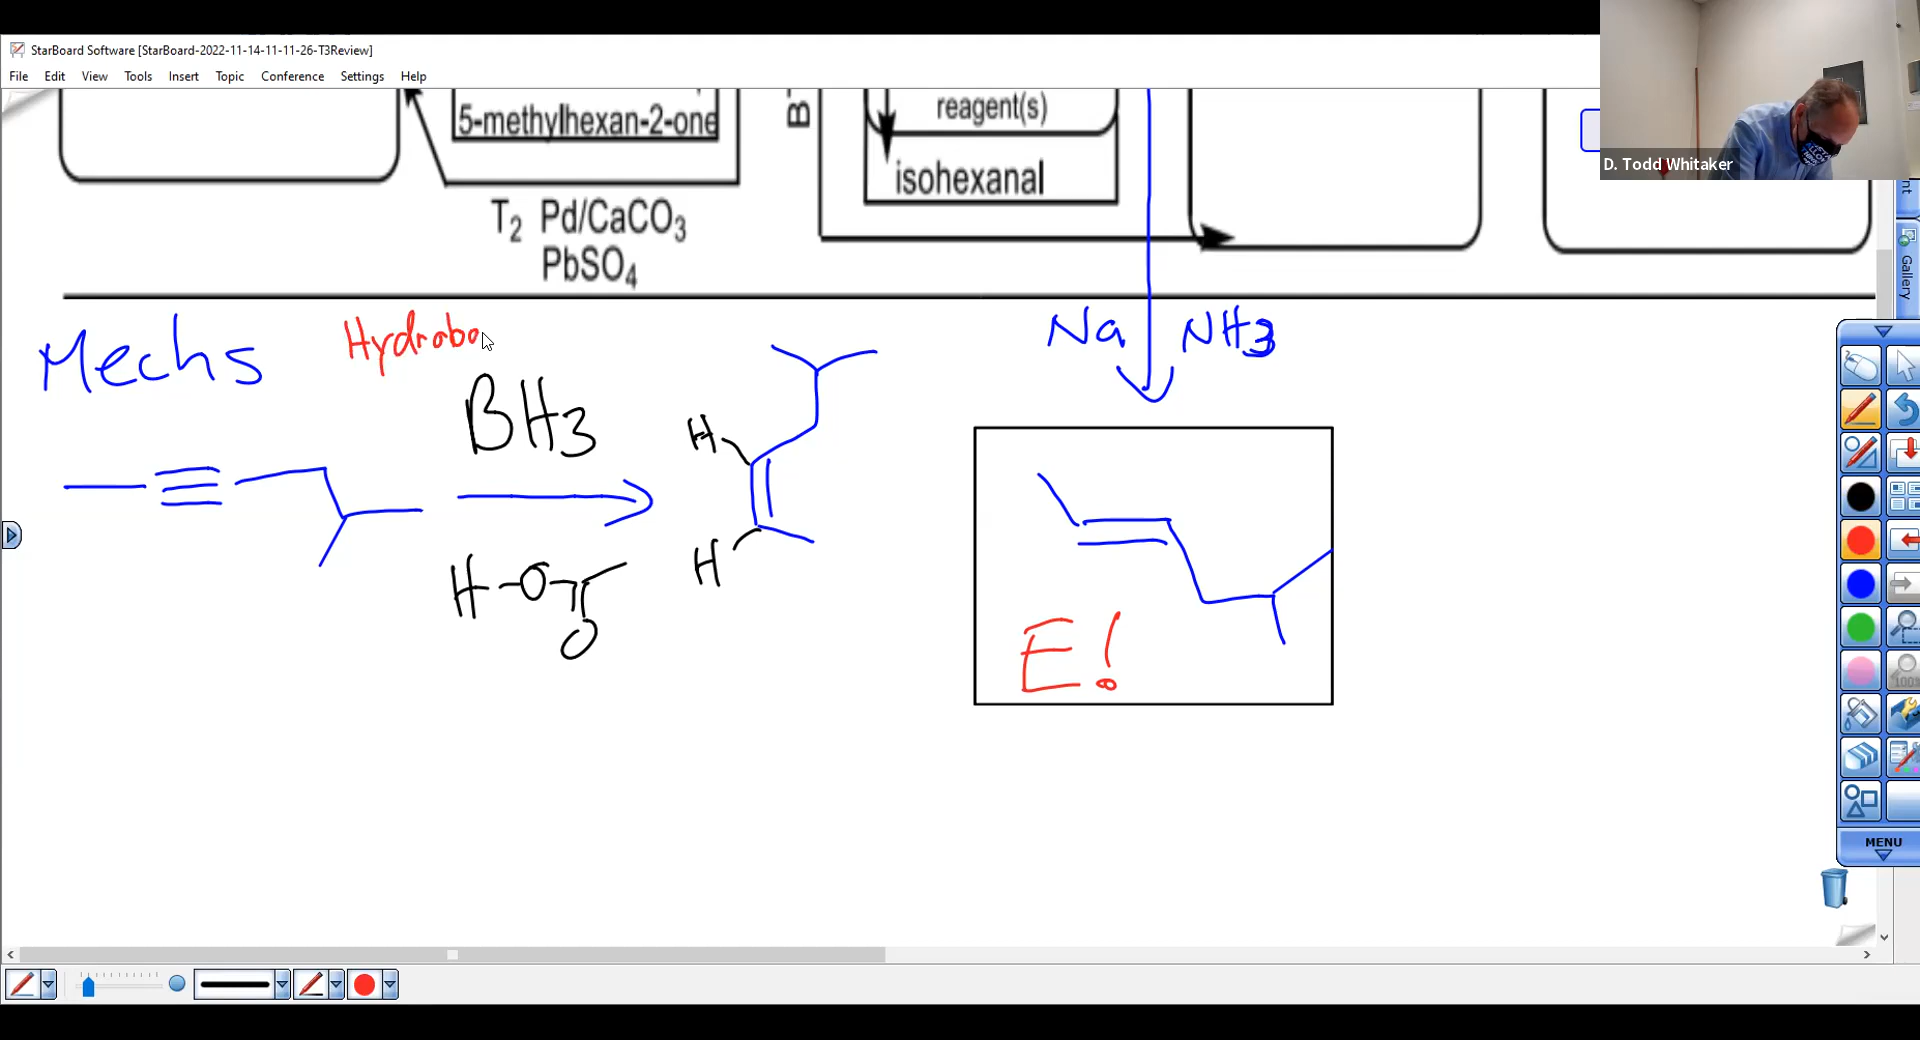 StarBoard Software [StarBoard-2022-11-14-11-11-26-T3Review]
File Edit View Tools Insert Topic Conference Settings Help
D. Todd Whitaker
5-methylhexan-2-one
reagent(s)
isohexanal
T2 Pd/CaCO3
PbSO4
nt
Gallery
Mechs
Hydrobo
BH3
H-O
O
H
H
Na NH3
E!
100%
MENU